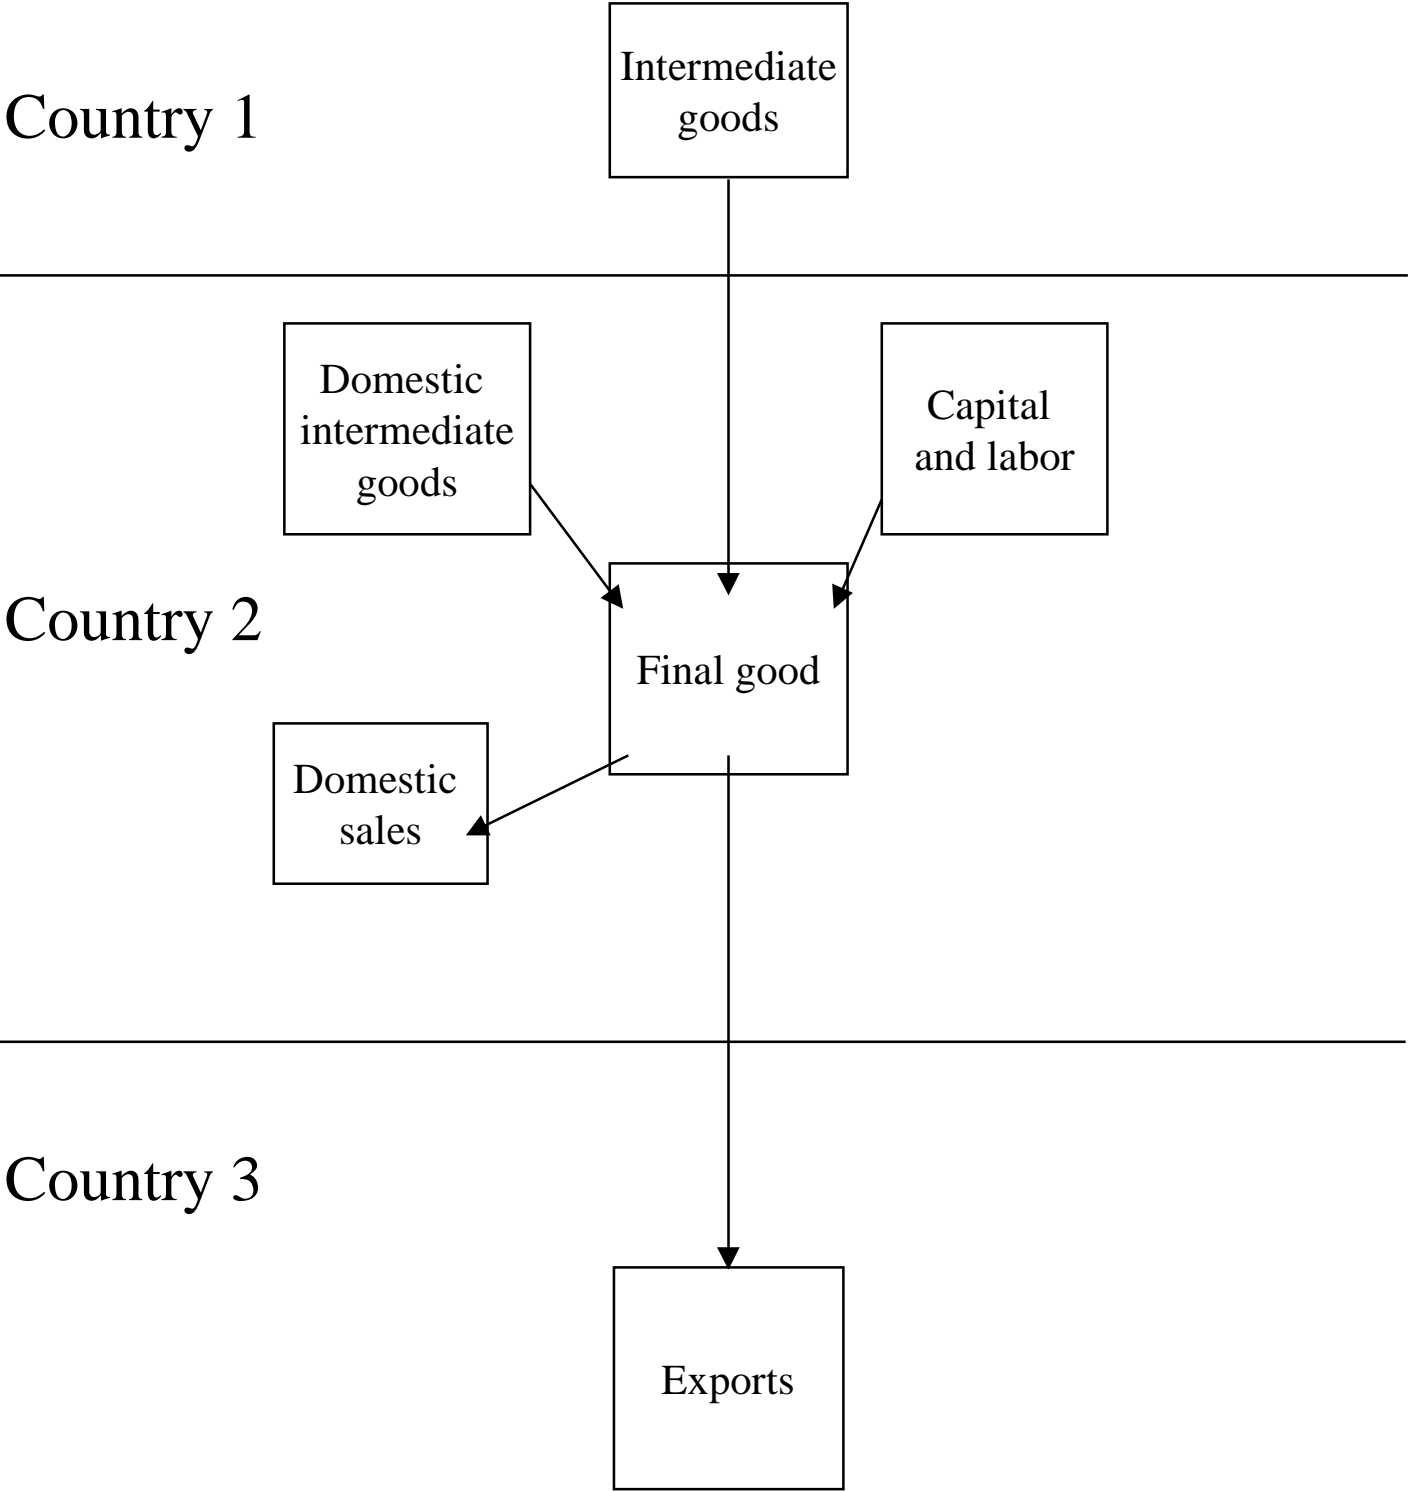 Intermediate
goods
Country 1
Domestic
intermediate
goods
Capital
and labor
Country 2
Final good
Domestic
sales
Country 3
Exports